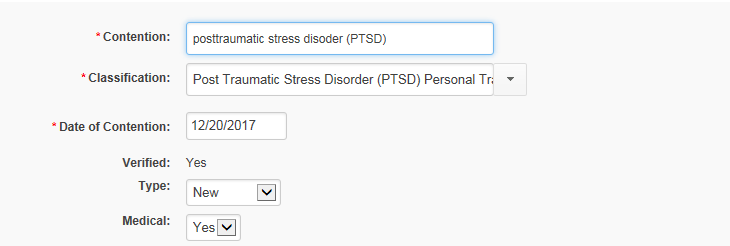 * Contention: posttraumatic stress disoder (PTSD)
* Classification: Post Traumatic Stress Disorder (PTSD) Personal Tr
* Date of Contention: 12/20/2017
Verified: Yes
Type: New
Medical: Yes